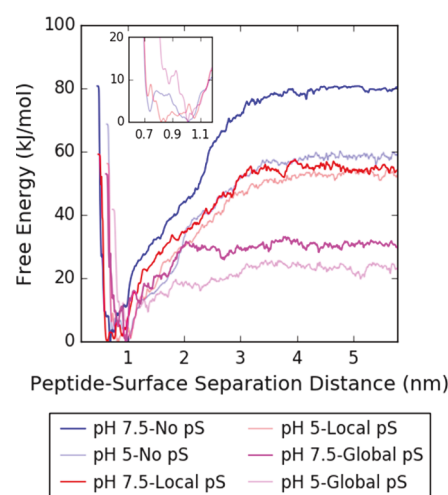 100
80
60
40
20
0
Free Energy (kJ/mol)
20
10
0
0.7 0.9 1.1
1 2 3 4 5
Peptide-Surface Separation Distance (nm)
pH 7.5-No pS
pH 5-No pS
pH 7.5-Local pS
pH 5-Local pS
pH 7.5-Global pS
pH 5-Global pS